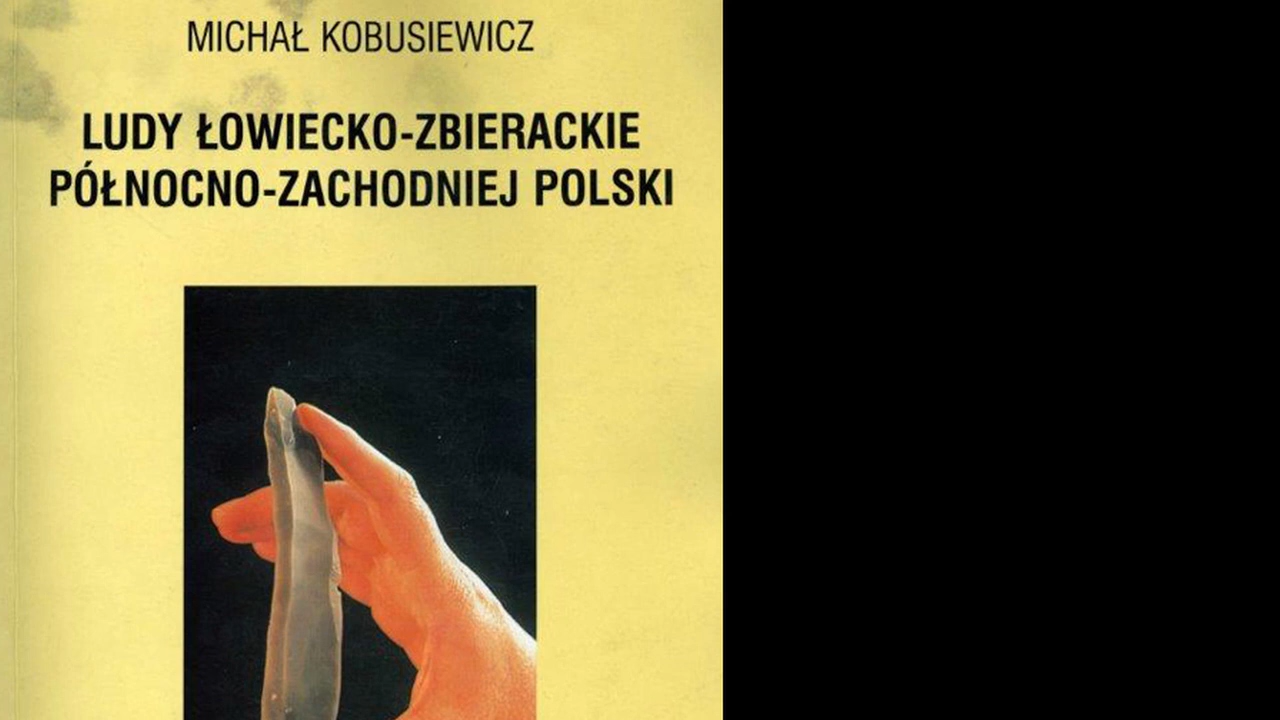 MICHAŁ KOBUSIEWICZ
LUDY ŁOWIECKO-ZBIERACKIE
PÓŁNOCNO-ZACHODNIEJ POLSKI